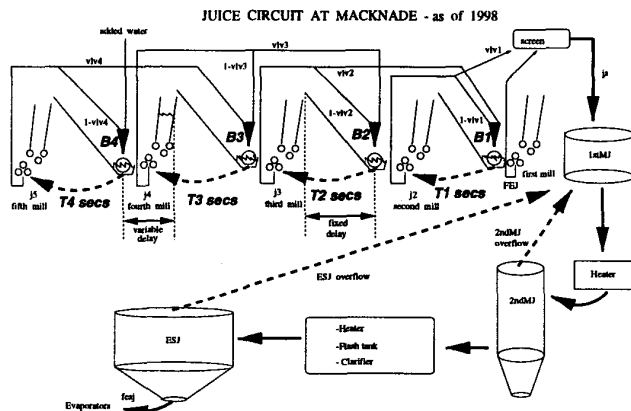 JUICE CIRCUIT AT MACKNADE - as of 1998
added water
vlv4
vlv3
1-vlv3
vlv2
vlv1
screen
js
1-vlv4
B4
B3
1-vlv2
B2
1-vlv1
B1
1stMJ
FEJ
first mill
j5
fifth mill
T4 secs
j4
fourth mill
T3 secs
j3
third mill
T2 secs
j2
second mill
T1 secs
variable
delay
fixed
delay
ESJ overflow
2ndMJ
overflow
Heater
2ndMJ
ESJ
-Heater
-Flash tank
- Clarifier
fesj
Evaporators